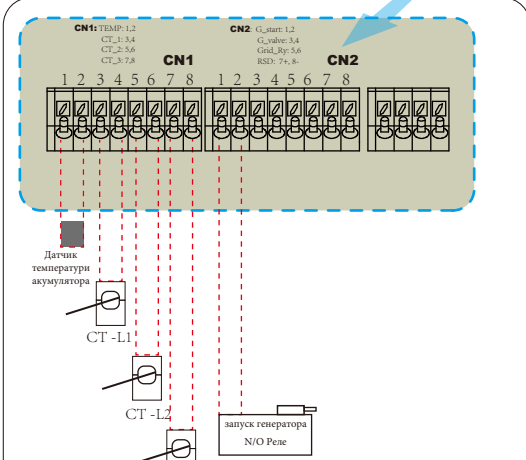 CN1: TEMP: 1,2
CT_1: 3,4
CT_2: 5,6
CT_3: 7,8
CN1
CN2: G_start: 1,2
G_valve: 3,4
Grid_Ry: 5,6
RSD: 7+, 8-
CN2
1 2 3 4 5 6 7 8
1 2 3 4 5 6 7 8
Датчик
температури
акумулятора
CT -L1
CT -L2
запуск генератора
N/O Реле